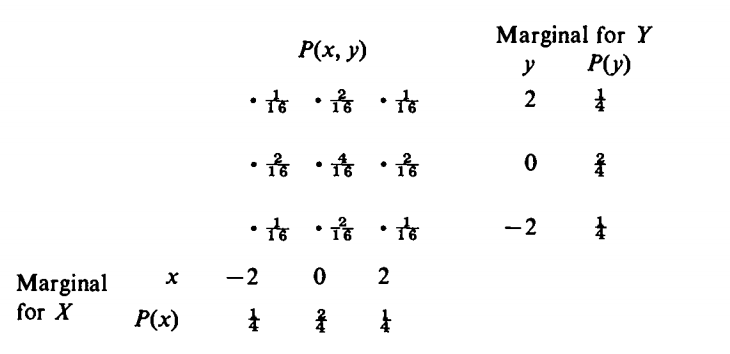 Marginal for Y
P(x, y) y P(y)
· 1/16 · 2/16 · 1/16 2 1/4
· 2/16 · 4/16 · 2/16 0 2/4
· 1/16 · 2/16 · 1/16 −2 1/4
Marginal x −2 0 2
for X P(x) 1/4 2/4 1/4